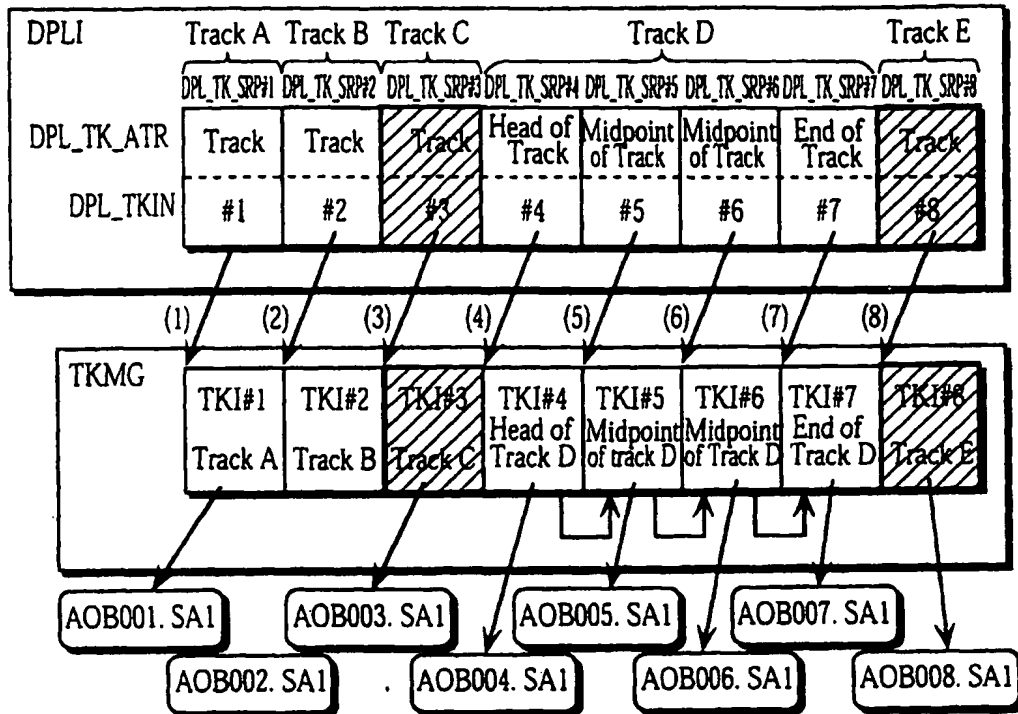 DPLI
Track A Track B Track C Track D Track E
DPL_TK_SRP#1 DPL_TK_SRP#2 DPL_TK_SRP#3 DPL_TK_SRP#4 DPL_TK_SRP#5 DPL_TK_SRP#6 DPL_TK_SRP#7 DPL_TK_SRP#8
DPL_TK_ATR
Track Track Track Head of Track Midpoint of Track Midpoint of Track End of Track Track
DPL_TKIN #1 #2 #3 #4 #5 #6 #7 #8
(1) (2) (3) (4) (5) (6) (7) (8)
TKMG
TKI#1 TKI#2 TKI#3 TKI#4 TKI#5 TKI#6 TKI#7 TKI#8
Track A Track B Track C Head of Track D Midpoint of track D Midpoint of Track D End of Track D Track E
AOB001. SA1 AOB003. SA1 AOB005. SA1 AOB007. SA1
AOB002. SA1 AOB004. SA1 AOB006. SA1 AOB008. SA1